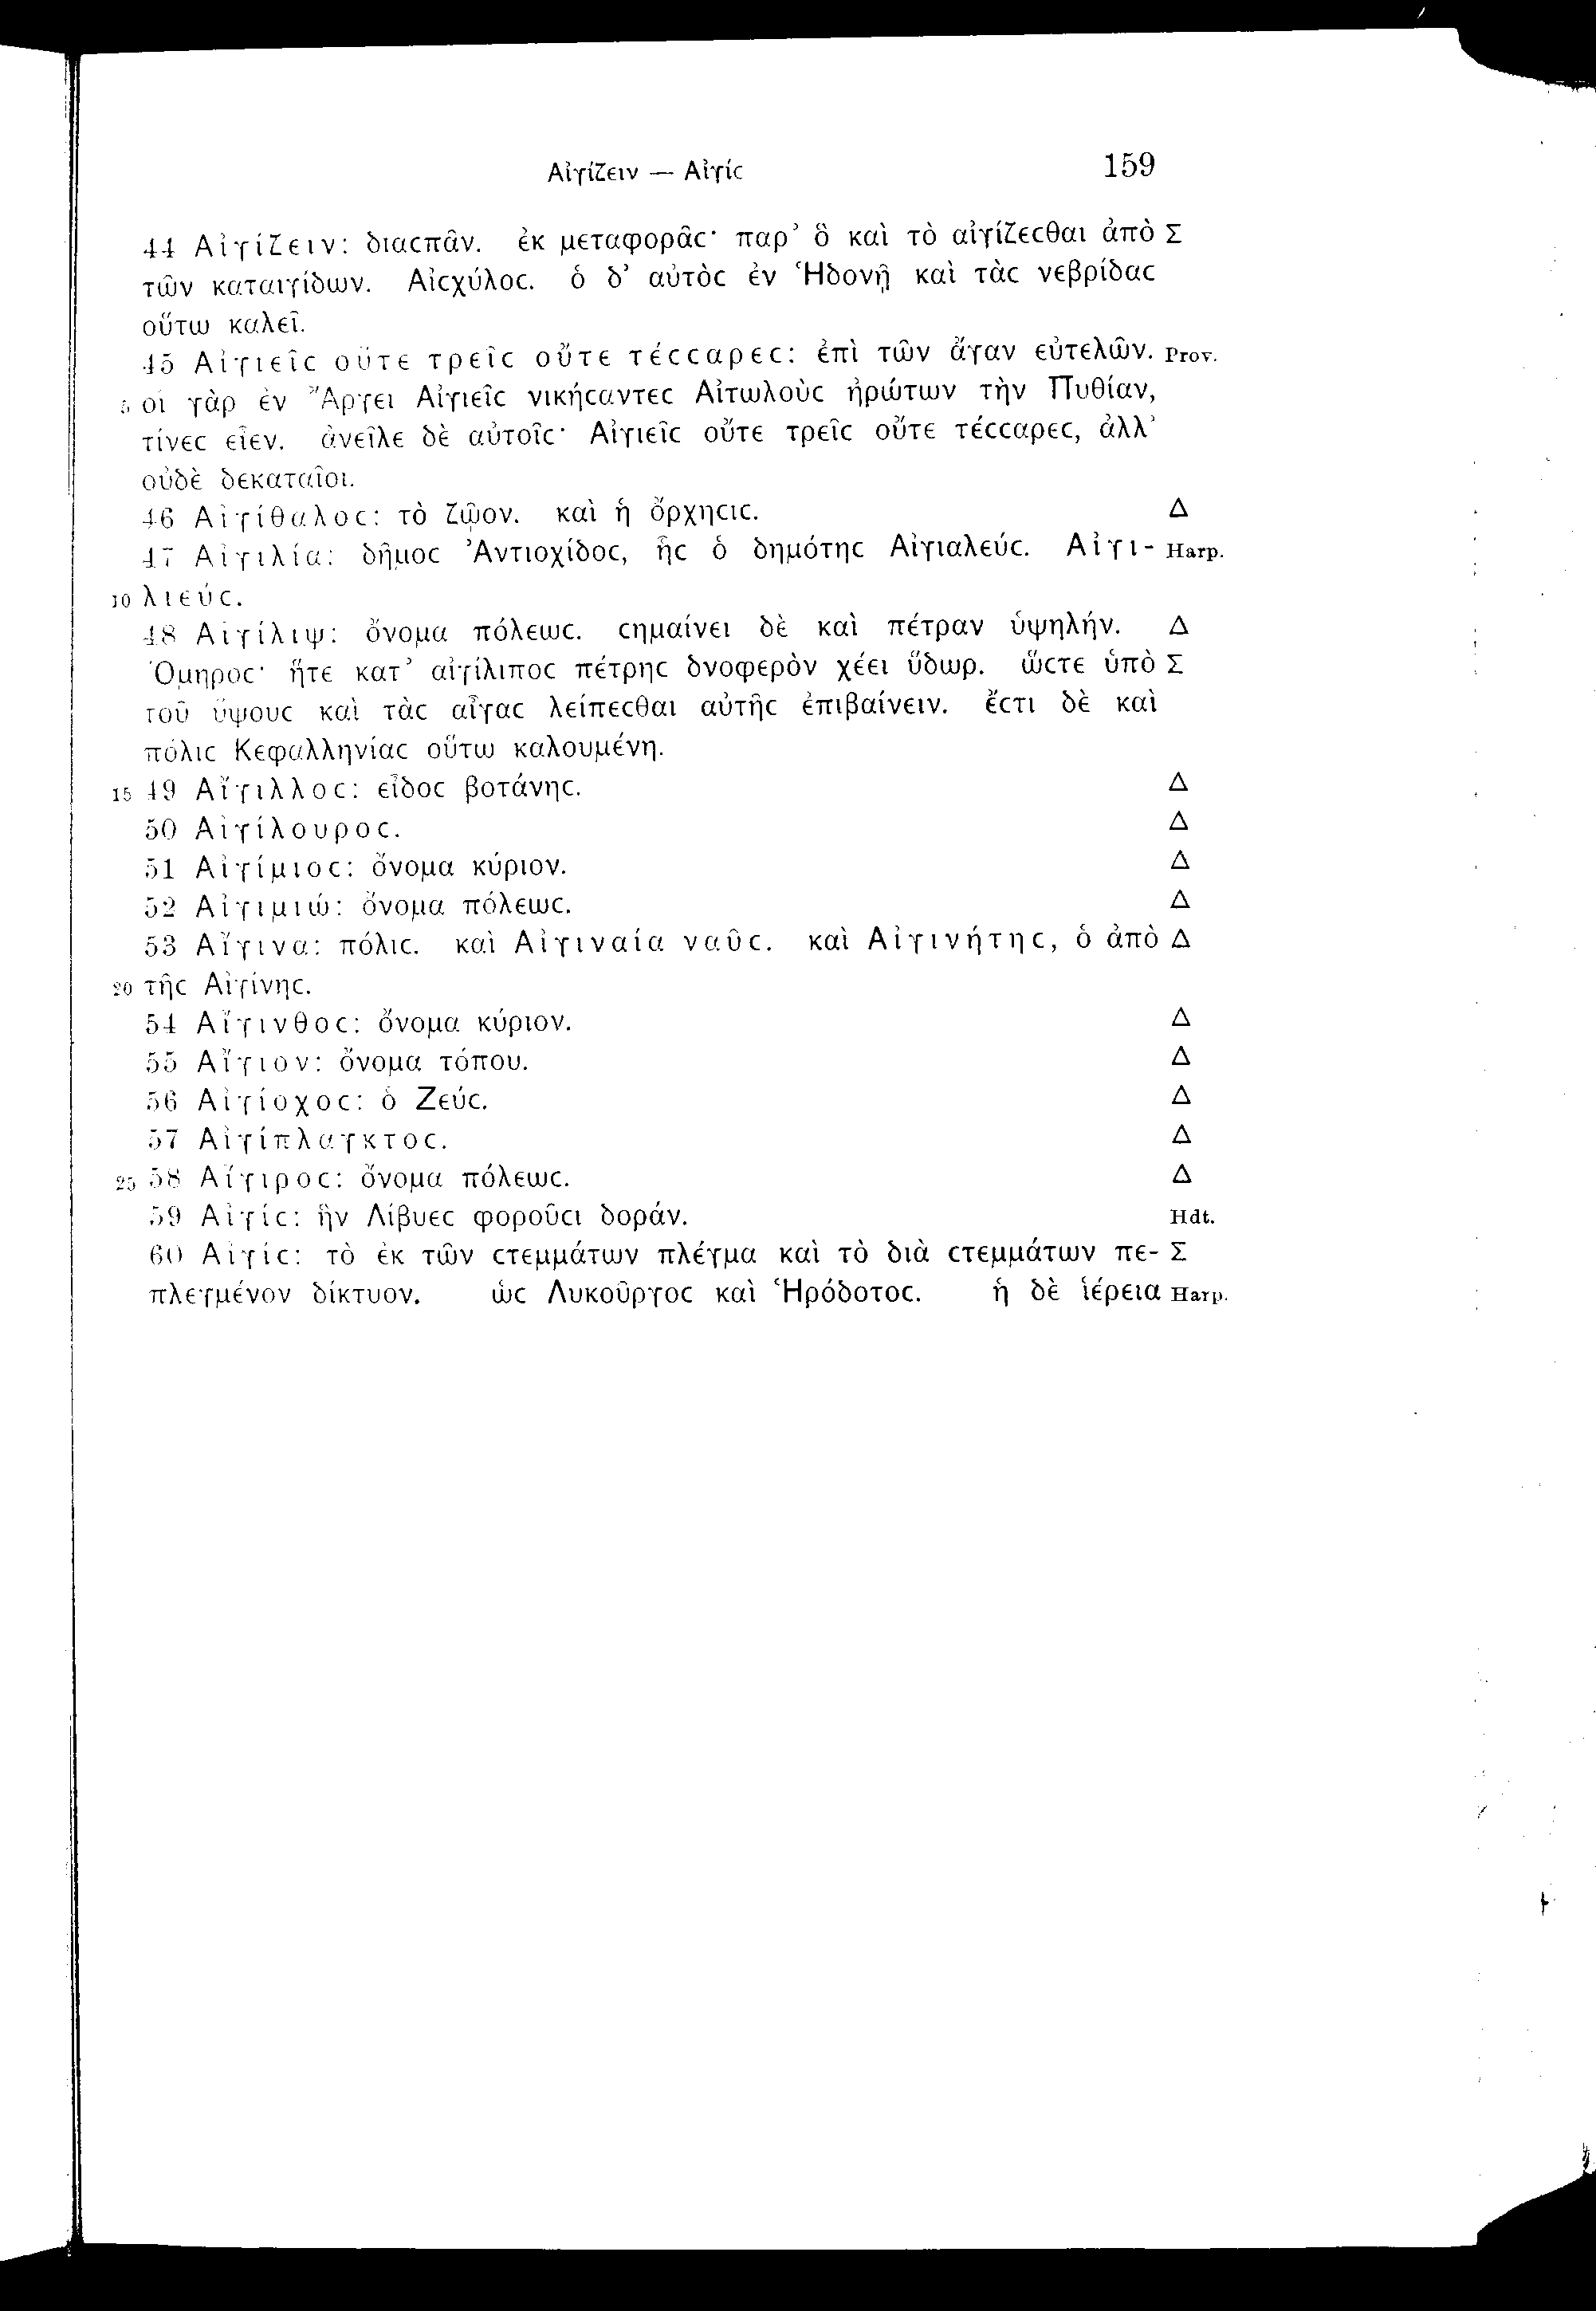 Αἰγίζειν — Αἰγίϲ 159
44 Αἰγίζειν: διαϲπᾶν. ἐκ μεταφορᾶϲ· παρ’ ὃ καὶ τὸ αἰγίζεϲθαι ἀπὸ Σ
τῶν καταιγίδων. Αἰϲχύλοϲ. ὁ δ’ αὐτὸϲ ἐν Ἡδονῇ καὶ τὰϲ νεβρίδαϲ
οὕτω καλεῖ.
45 Αἰγιεῖϲ οὔτε τρεῖϲ οὔτε τέϲϲαρεϲ: ἐπὶ τῶν ἄγαν εὐτελῶν. Prov.
5 οἱ γὰρ ἐν Ἄργει Αἰγιεῖϲ νικήϲαντεϲ Αἰτωλοὺϲ ἠρώτων τὴν Πυθίαν,
τίνεϲ εἶεν. ἀνεῖλε δὲ αὐτοῖϲ· Αἰγιεῖϲ οὔτε τρεῖϲ οὔτε τέϲϲαρεϲ, ἀλλ’
οὐδὲ δεκαταῖοι.
46 Αἰγίθαλοϲ: τὸ ζῷον. καὶ ἡ ὄρχηϲιϲ. Δ
47 Αἰγιλία: δῆμοϲ Ἀντιοχίδοϲ, ἧϲ ὁ δημότηϲ Αἰγιαλεύϲ. Αἰγι- Harp.
10 λιεύϲ.
48 Αἰγίλιψ: ὄνομα πόλεωϲ. ϲημαίνει δὲ καὶ πέτραν ὑψηλήν. Δ
Ὅμηροϲ· ἥτε κατ’ αἰγίλιποϲ πέτρηϲ δνοφερὸν χέει ὕδωρ. ὥϲτε ὑπὸ Σ
τοῦ ὕψουϲ καὶ τὰϲ αἶγαϲ λείπεϲθαι αὐτῆϲ ἐπιβαίνειν. ἔϲτι δὲ καὶ
πόλιϲ Κεφαλληνίαϲ οὕτω καλουμένη.
15 49 Αἴγιλλοϲ: εἶδοϲ βοτάνηϲ. Δ
50 Αἰγίλουροϲ. Δ
51 Αἰγίμιοϲ: ὄνομα κύριον. Δ
52 Αἰγιμιώ: ὄνομα πόλεωϲ. Δ
53 Αἴγινα: πόλιϲ. καὶ Αἰγιναία ναῦϲ. καὶ Αἰγινήτηϲ, ὁ ἀπὸ Δ
20 τῆϲ Αἰγίνηϲ.
54 Αἴγινθοϲ: ὄνομα κύριον. Δ
55 Αἴγιον: ὄνομα τόπου. Δ
56 Αἰγίοχοϲ: ὁ Ζεύϲ. Δ
57 Αἰγίπλαγκτοϲ. Δ
25 58 Αἴγιροϲ: ὄνομα πόλεωϲ. Δ
59 Αἰγίϲ: ἣν Λίβυεϲ φοροῦϲι δοράν. Hdt.
60 Αἰγίϲ: τὸ ἐκ τῶν ϲτεμμάτων πλέγμα καὶ τὸ διὰ ϲτεμμάτων πε- Σ
πλεγμένον δίκτυον. ὡϲ Λυκοῦργοϲ καὶ Ἡρόδοτοϲ. ἡ δὲ ἱέρεια Harp.